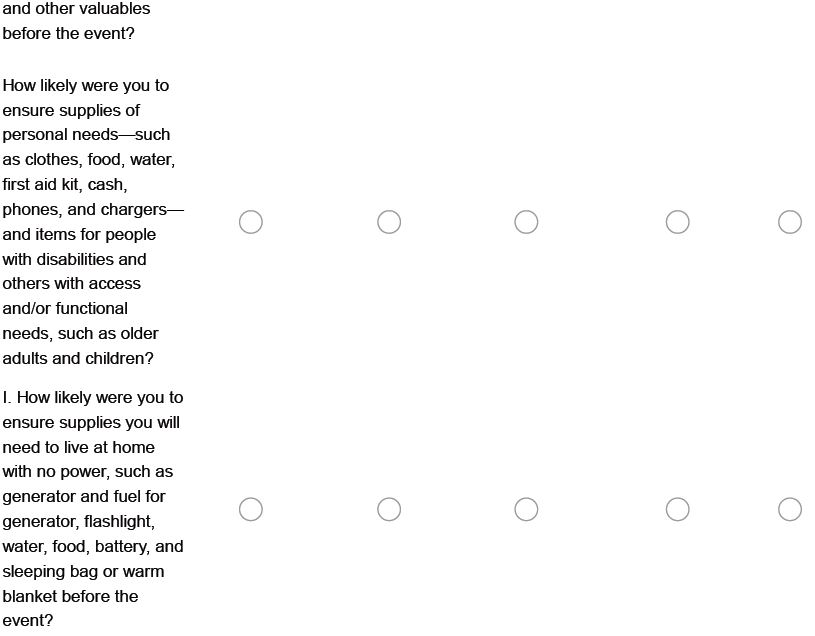 and other valuables
before the event?
How likely were you to
ensure supplies of
personal needs—such
as clothes, food, water,
first aid kit, cash,
phones, and chargers—
and items for people
with disabilities and
others with access
and/or functional
needs, such as older
adults and children?
I. How likely were you to
ensure supplies you will
need to live at home
with no power, such as
generator and fuel for
generator, flashlight,
water, food, battery, and
sleeping bag or warm
blanket before the
event?